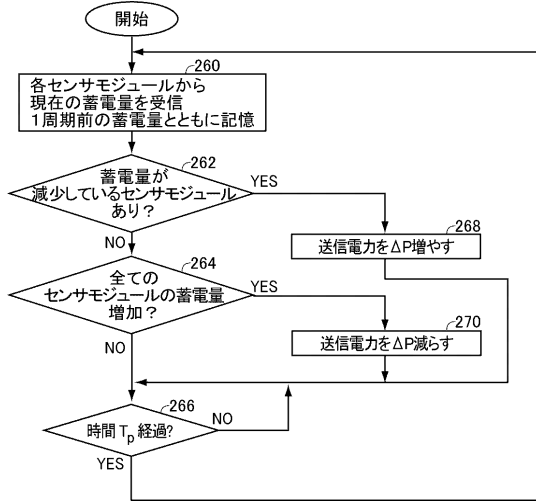 開始
260
各センサモジュールから
現在の蓄電量を受信
1周期前の蓄電量とともに記憶
262
蓄電量が
減少しているセンサモジュール
あり?
YES
NO
268
送信電力をΔP増やす
264
全ての
センサモジュールの蓄電量
増加?
YES
NO
270
送信電力をΔP減らす
266
時間Tp経過?
NO
YES